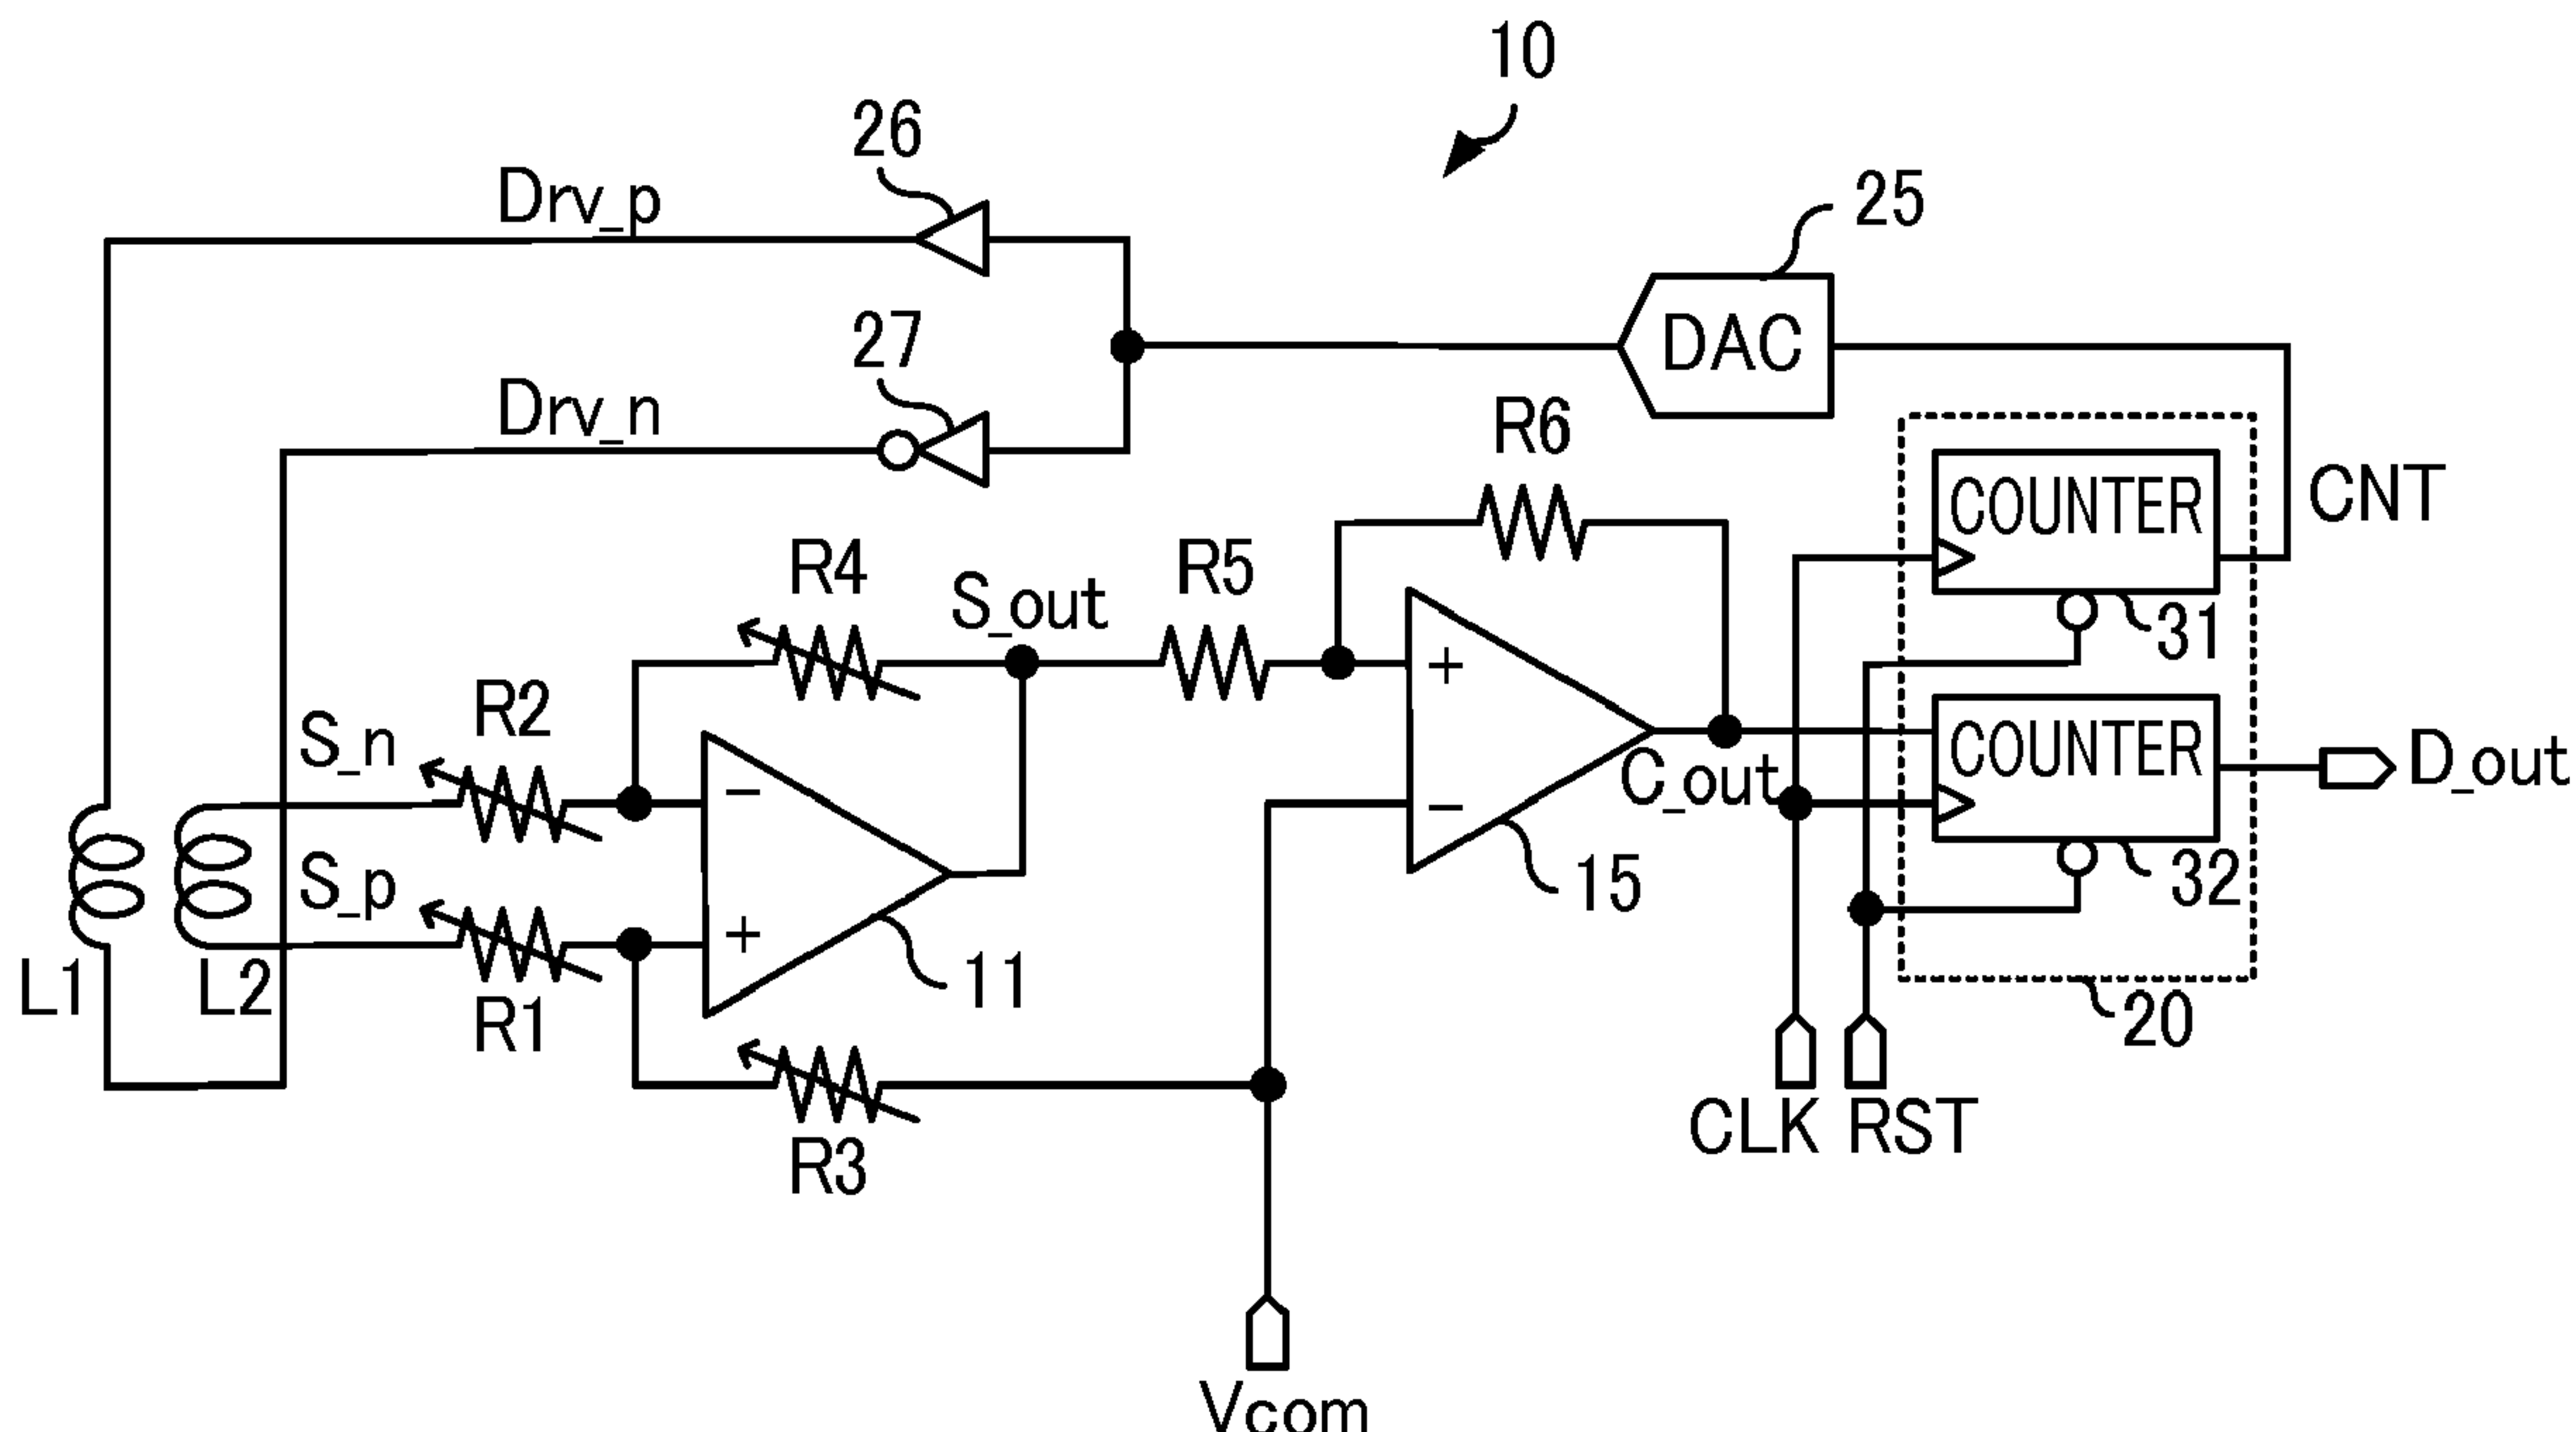 10
26
Drv_p
25
27
DAC
Drv_n
R6
COUNTER
CNT
R4
S_out
R5
31
R2
S_n
+
−
COUNTER
D_out
C_out
−
S_p
15
32
+
L1
L2
R1
11
20
CLK
RST
R3
Vcom